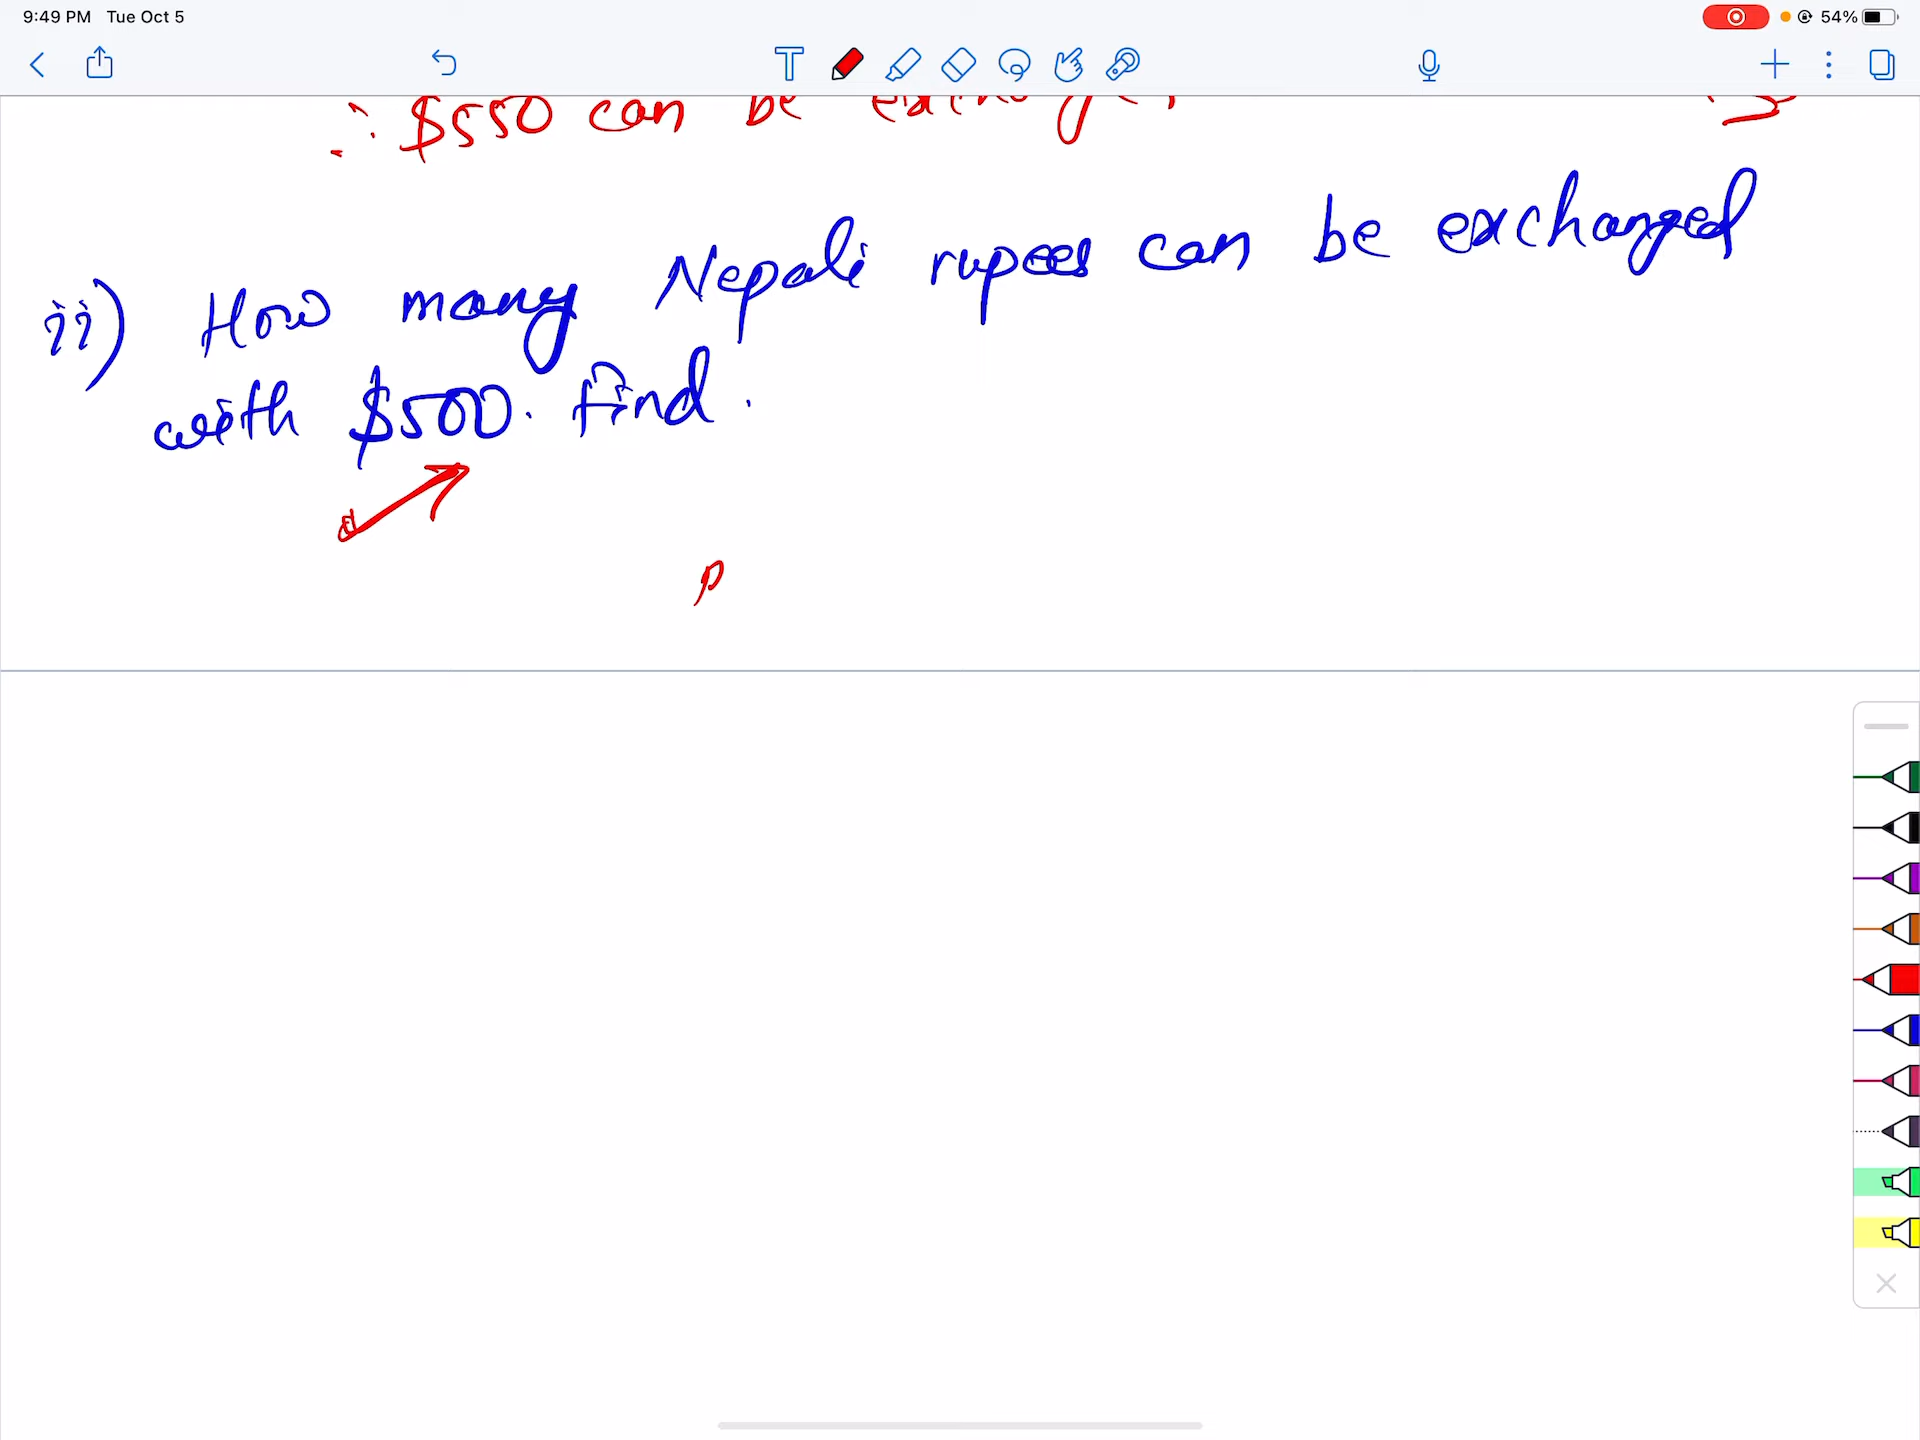 9:49 PM Tue Oct 5
54%
∴ $550 can be
ii) How many Nepali rupees can be exchanged
with $500. find.